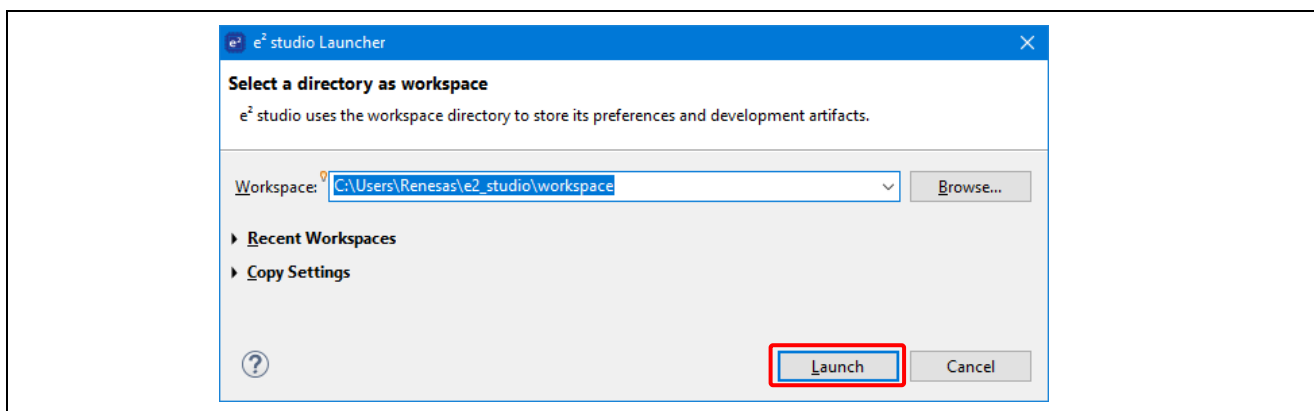 e² e² studio Launcher
Select a directory as workspace
e² studio uses the workspace directory to store its preferences and development artifacts.
Workspace: C:\Users\Renesas\e2_studio\workspace Browse...
Recent Workspaces
Copy Settings
? Launch Cancel